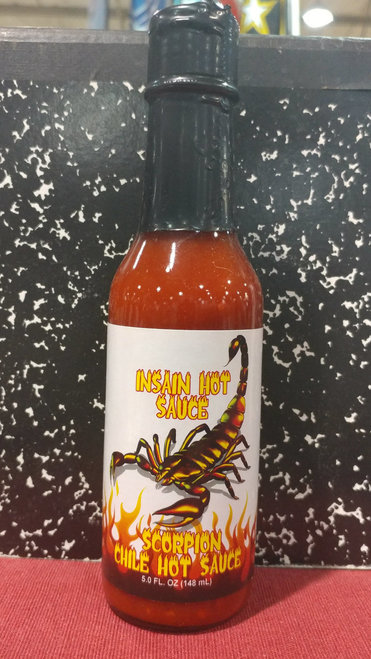 INSAIN HOT
SAUCE
SCORPION
CHILE HOT SAUCE
5.0 FL. OZ (148 mL)